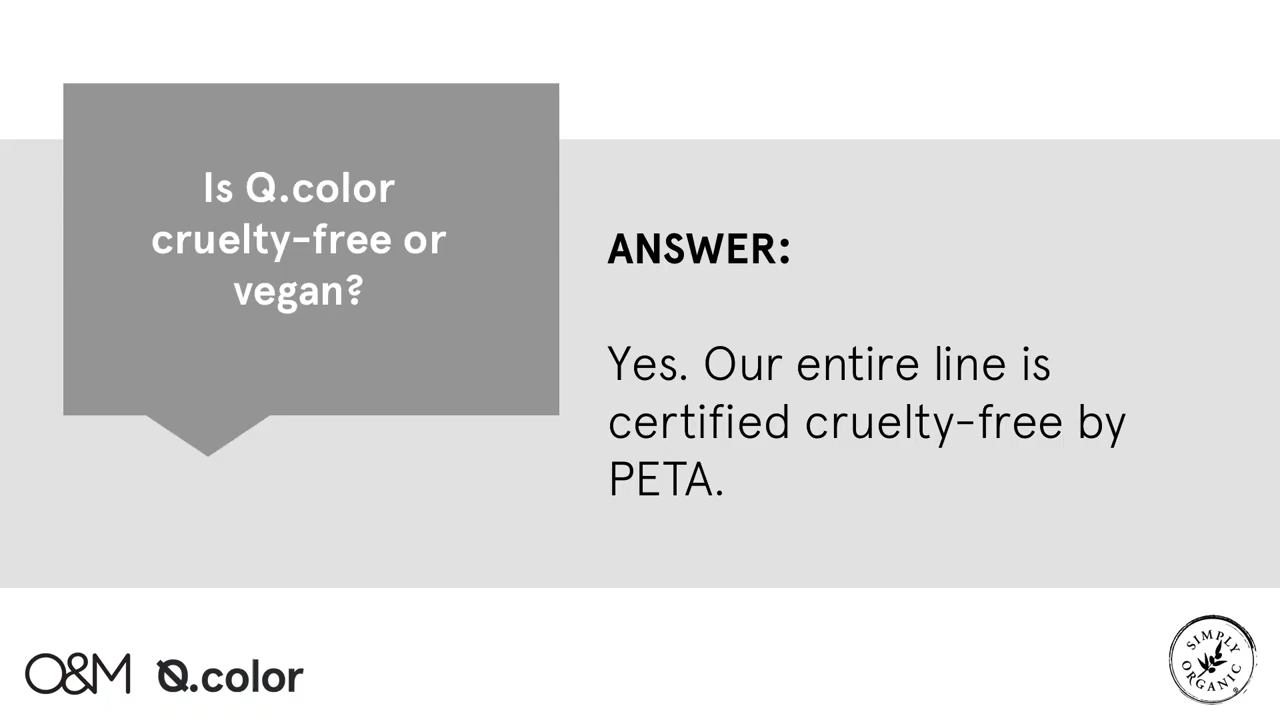 Is Q.color
cruelty-free or
vegan?
ANSWER:
Yes. Our entire line is
certified cruelty-free by
PETA.
O&M Q.color
SIMPLY
ORGANIC
®